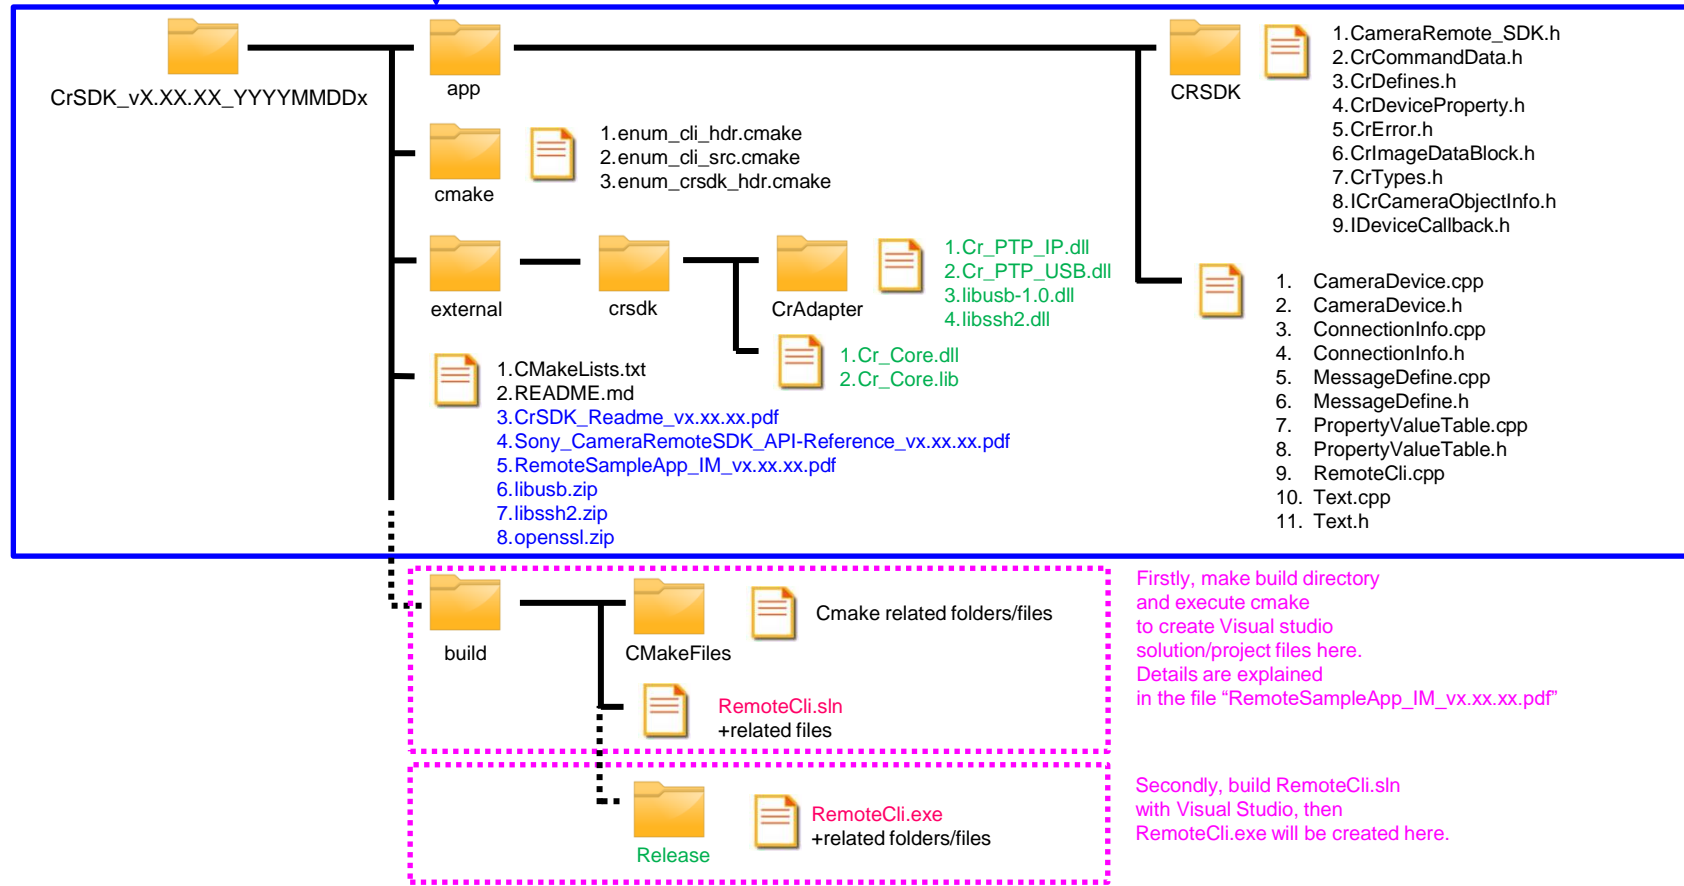 CrSDK_vX.XX.XX_YYYYMMDDx
app
CRSDK
1.CameraRemote_SDK.h
2.CrCommandData.h
3.CrDefines.h
4.CrDeviceProperty.h
5.CrError.h
6.CrImageDataBlock.h
7.CrTypes.h
8.ICrCameraObjectInfo.h
9.IDeviceCallback.h
cmake
1.enum_cli_hdr.cmake
2.enum_cli_src.cmake
3.enum_crsdk_hdr.cmake
external
crsdk
CrAdapter
1.Cr_PTP_IP.dll
2.Cr_PTP_USB.dll
3.libusb-1.0.dll
4.libssh2.dll
1.Cr_Core.dll
2.Cr_Core.lib
1. CameraDevice.cpp
2. CameraDevice.h
3. ConnectionInfo.cpp
4. ConnectionInfo.h
5. MessageDefine.cpp
6. MessageDefine.h
7. PropertyValueTable.cpp
8. PropertyValueTable.h
9. RemoteCli.cpp
10. Text.cpp
11. Text.h
1.CMakeLists.txt
2.README.md
3.CrSDK_Readme_vx.xx.xx.pdf
4.Sony_CameraRemoteSDK_API-Reference_vx.xx.xx.pdf
5.RemoteSampleApp_IM_vx.xx.xx.pdf
6.libusb.zip
7.libssh2.zip
8.openssl.zip
build
CMakeFiles
Cmake related folders/files
RemoteCli.sln
+related files
Firstly, make build directory
and execute cmake
to create Visual studio
solution/project files here.
Details are explained
in the file “RemoteSampleApp_IM_vx.xx.xx.pdf”
Release
RemoteCli.exe
+related folders/files
Secondly, build RemoteCli.sln
with Visual Studio, then
RemoteCli.exe will be created here.